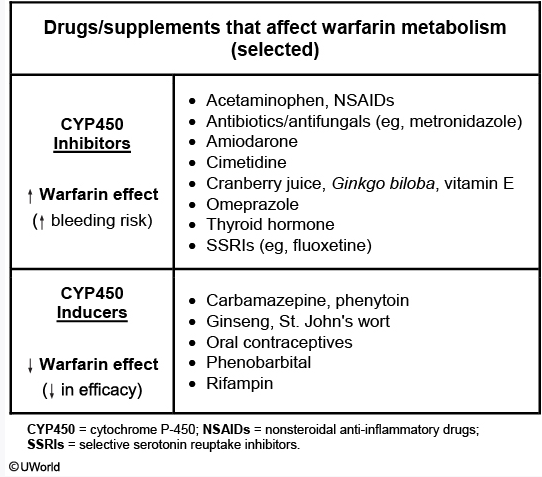 Drugs/supplements that affect warfarin metabolism
(selected)
CYP450
Inhibitors
↑ Warfarin effect
(↑ bleeding risk)
• Acetaminophen, NSAIDs
• Antibiotics/antifungals (eg, metronidazole)
• Amiodarone
• Cimetidine
• Cranberry juice, Ginkgo biloba, vitamin E
• Omeprazole
• Thyroid hormone
• SSRIs (eg, fluoxetine)
CYP450
Inducers
↓ Warfarin effect
(↓ in efficacy)
• Carbamazepine, phenytoin
• Ginseng, St. John's wort
• Oral contraceptives
• Phenobarbital
• Rifampin
CYP450 = cytochrome P-450; NSAIDs = nonsteroidal anti-inflammatory drugs;
SSRIs = selective serotonin reuptake inhibitors.
©UWorld